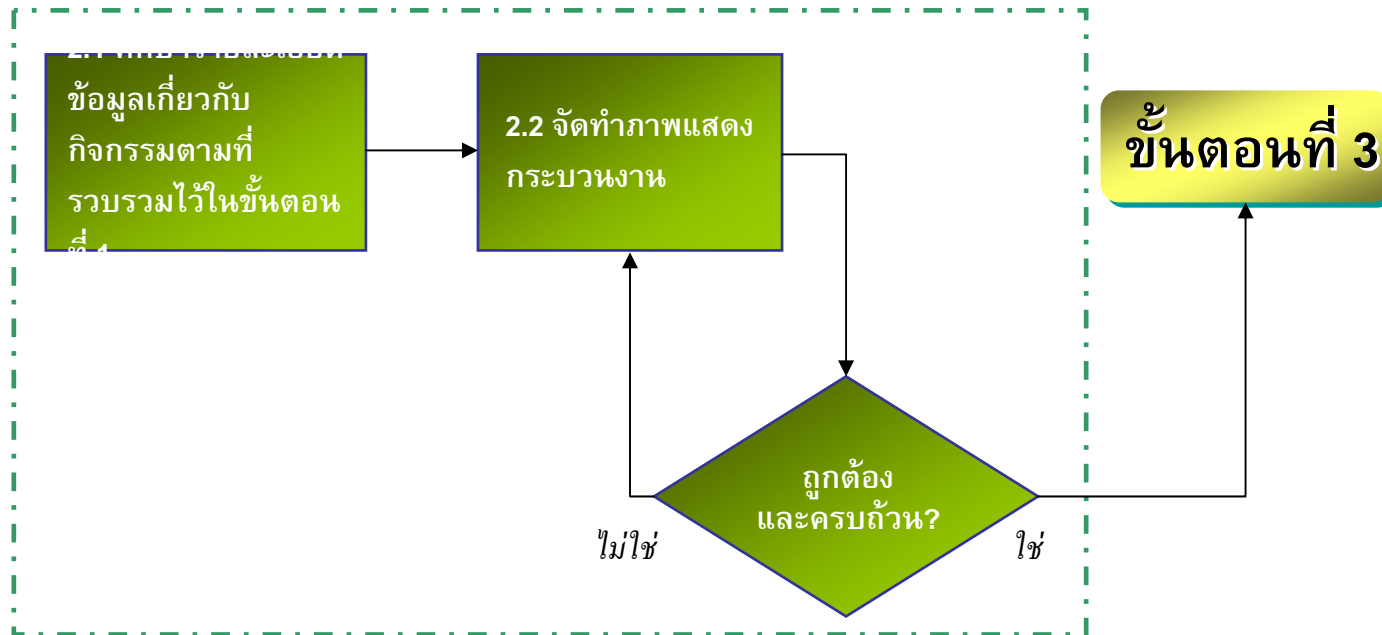 ข้อมูลเกี่ยวกับ
กิจกรรมตามที่
รวบรวมไว้ในขั้นตอน
ที่ 1
2.2 จัดทำภาพแสดง
กระบวนงาน
ขั้นตอนที่ 3
ถูกต้อง
และครบถ้วน?
ไม่ใช่
ใช่